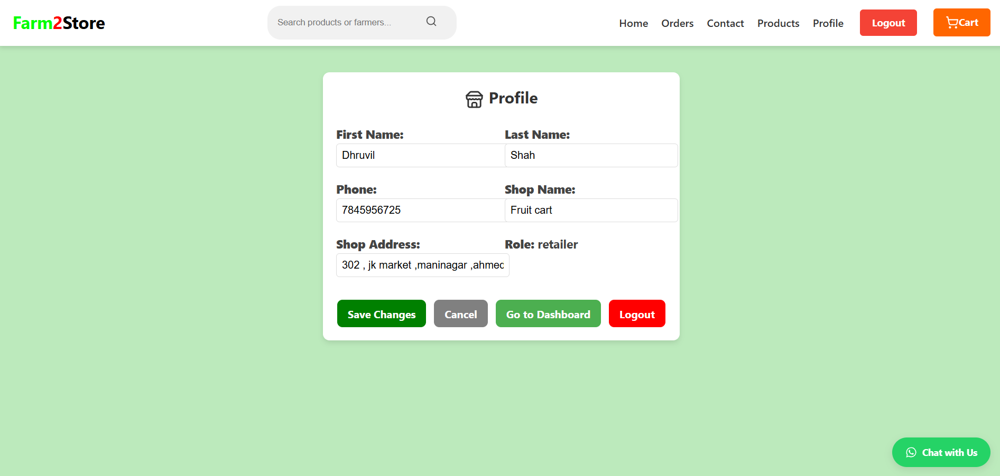 Farm2Store
Search products or farmers...
Home Orders Contact Products Profile Logout Cart
Profile
First Name: Last Name:
Dhruvil Shah
Phone: Shop Name:
7845956725 Fruit cart
Shop Address: Role: retailer
302 , jk market ,maninagar ,ahmed
Save Changes Cancel Go to Dashboard Logout
Chat with Us